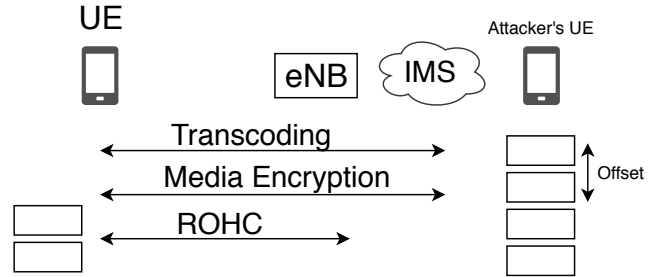 UE
Attacker's UE
eNB
IMS
Transcoding
Media Encryption
Offset
ROHC